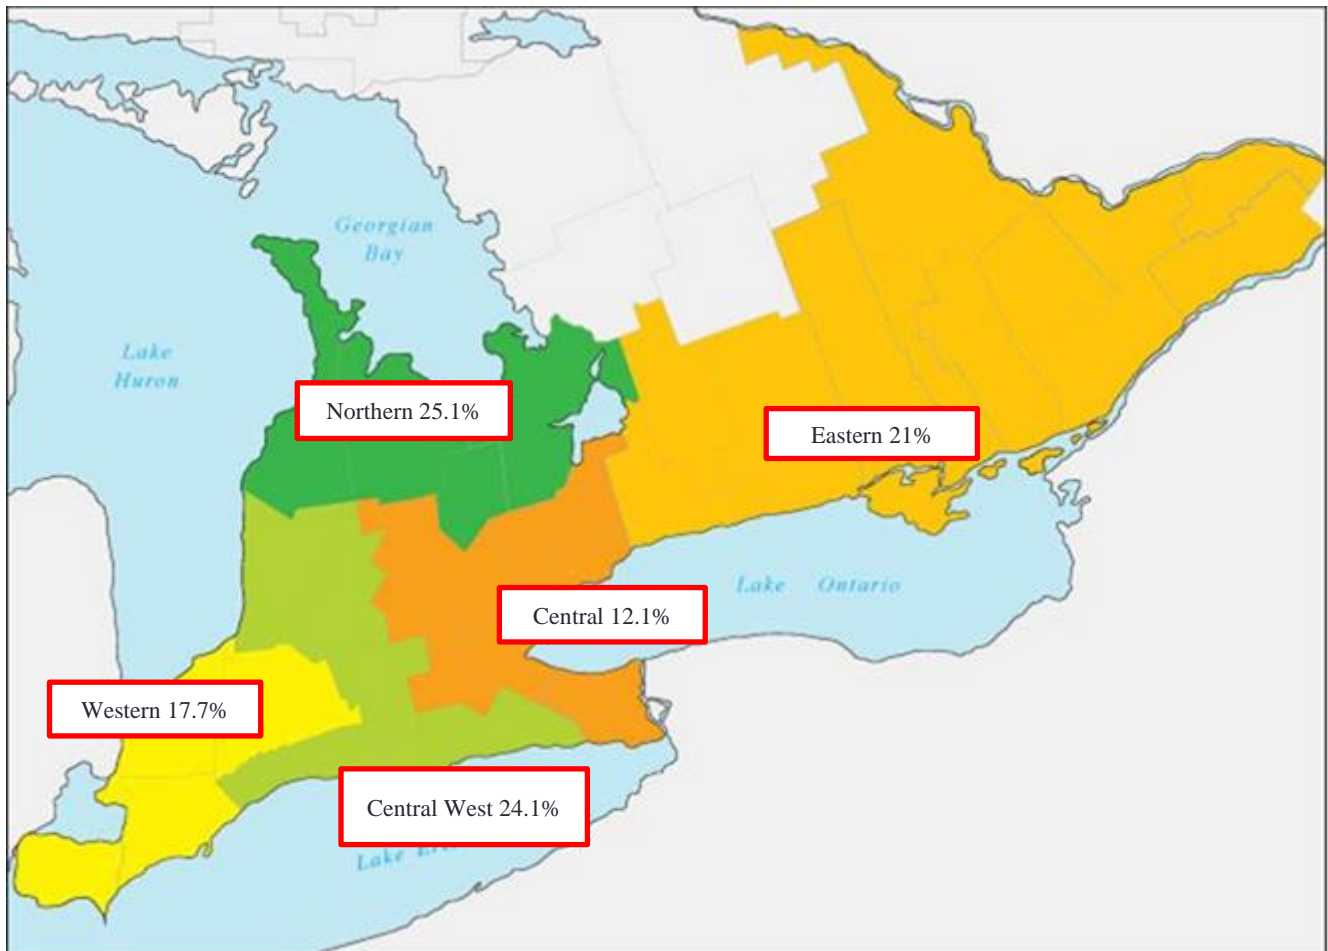 Georgian
Bay
Lake
Huron
Northern 25.1%
Eastern 21%
Lake Ontario
Central 12.1%
Western 17.7%
Central West 24.1%
Lake